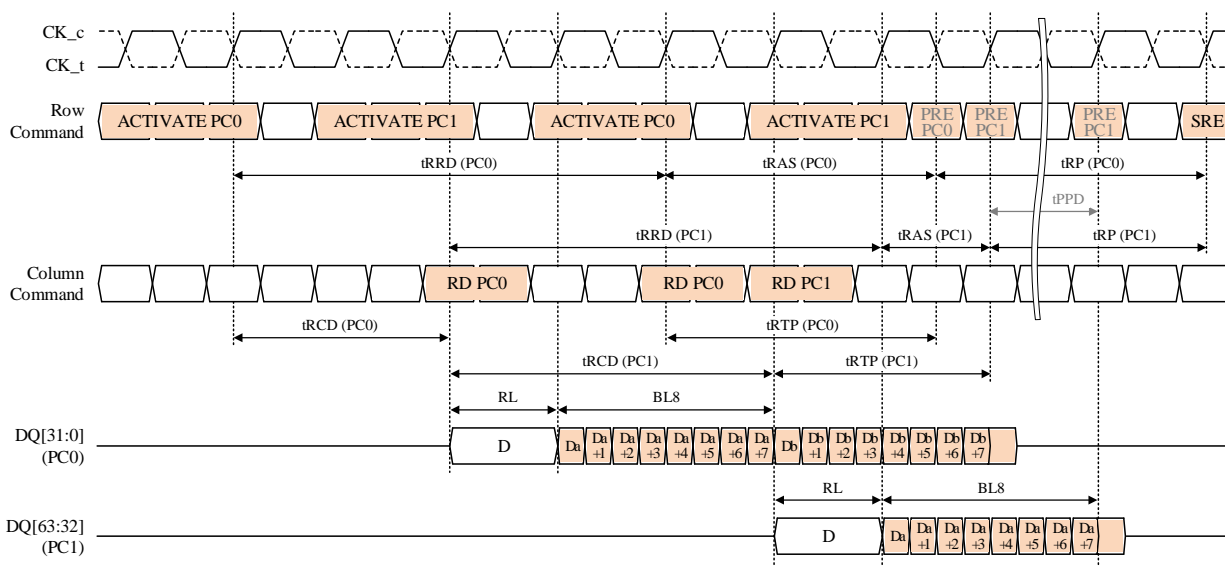 CK_c
CK_t
Row
Command
ACTIVATE PC0
ACTIVATE PC1
ACTIVATE PC0
ACTIVATE PC1
PRE
PC0
PRE
PC1
PRE
PC1
SRE
tRRD (PC0)
tRAS (PC0)
tRP (PC0)
tPPD
tRRD (PC1)
tRAS (PC1)
tRP (PC1)
Column
Command
RD PC0
RD PC0
RD PC1
tRCD (PC0)
tRTP (PC0)
tRCD (PC1)
tRTP (PC1)
RL
BL8
DQ[31:0]
(PC0)
D
Da
Da
+1
Da
+2
Da
+3
Da
+4
Da
+5
Da
+6
Da
+7
Db
Db
+1
Db
+2
Db
+3
Db
+4
Db
+5
Db
+6
Db
+7
RL
BL8
DQ[63:32]
(PC1)
D
Da
Da
+1
Da
+2
Da
+3
Da
+4
Da
+5
Da
+6
Da
+7